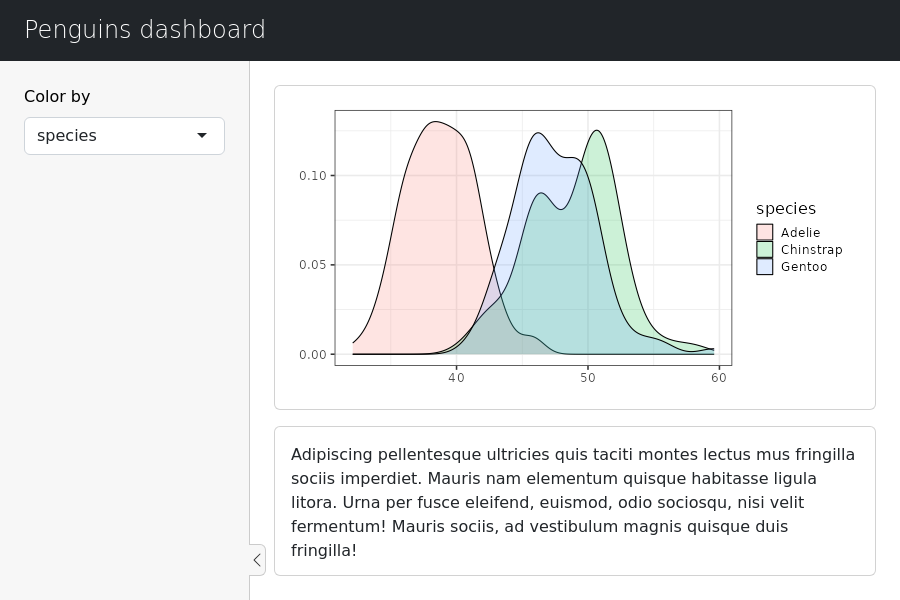 Penguins dashboard
Color by
species
0.10
0.05
0.00
40 50 60
species
Adelie
Chinstrap
Gentoo
Adipiscing pellentesque ultricies quis taciti montes lectus mus fringilla
sociis imperdiet. Mauris nam elementum quisque habitasse ligula
litora. Urna per fusce eleifend, euismod, odio sociosqu, nisi velit
fermentum! Mauris sociis, ad vestibulum magnis quisque duis
fringilla!